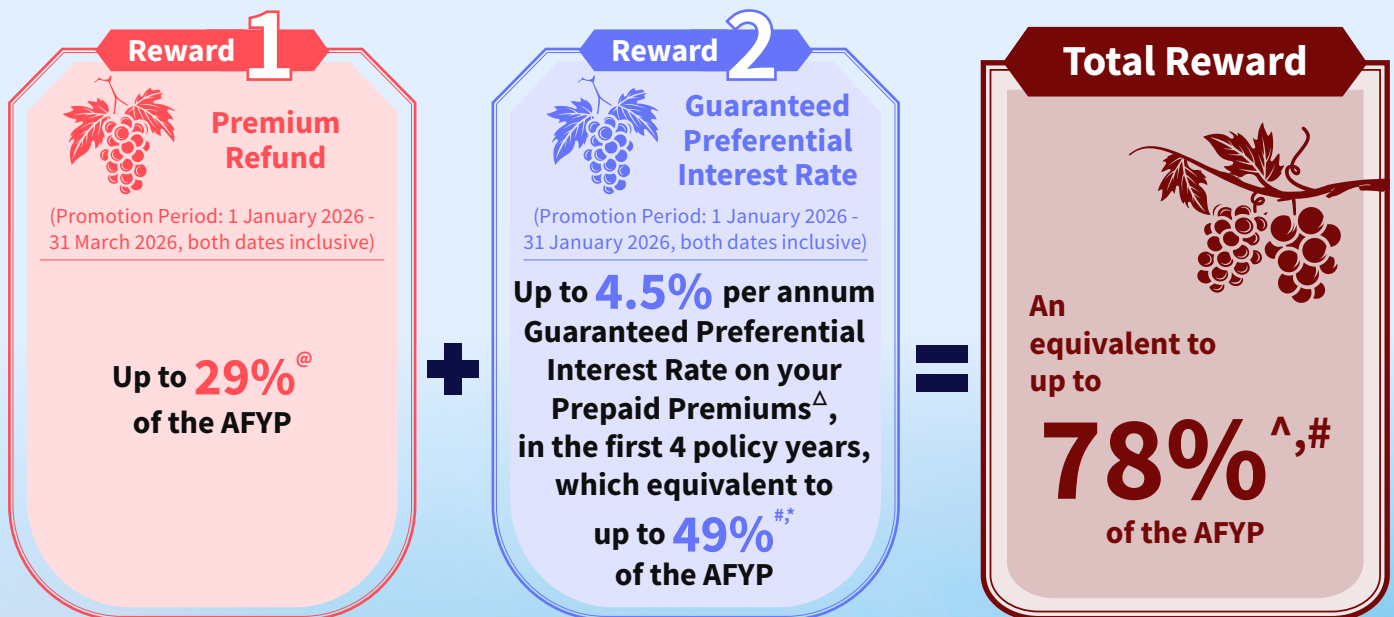 Reward 1
Premium
Refund
(Promotion Period: 1 January 2026 -
31 March 2026, both dates inclusive)
Up to 29%@
of the AFYP
+
Reward 2
Guaranteed
Preferential
Interest Rate
(Promotion Period: 1 January 2026 -
31 January 2026, both dates inclusive)
Up to 4.5% per annum
Guaranteed Preferential
Interest Rate on your
Prepaid Premiums△,
in the first 4 policy years,
which equivalent to
up to 49%#,*
of the AFYP
=
Total Reward
An
equivalent to
up to
78%^,#
of the AFYP